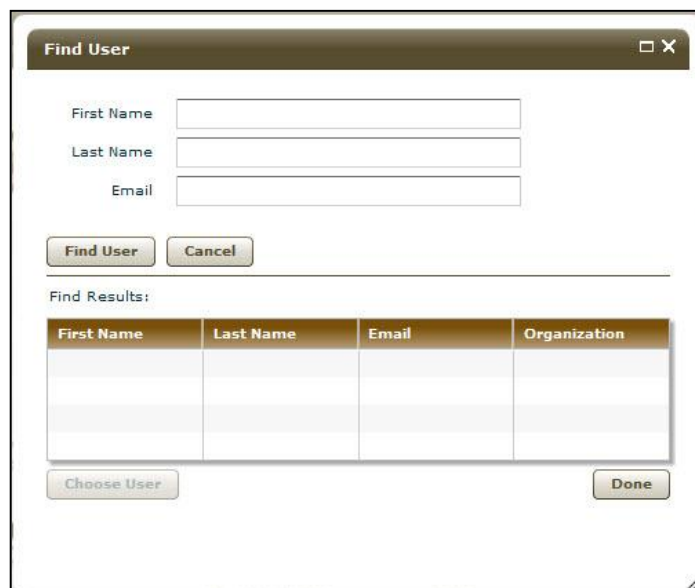 Find User
First Name
Last Name
Email
Find User Cancel
Find Results:
First Name Last Name Email Organization
Choose User Done